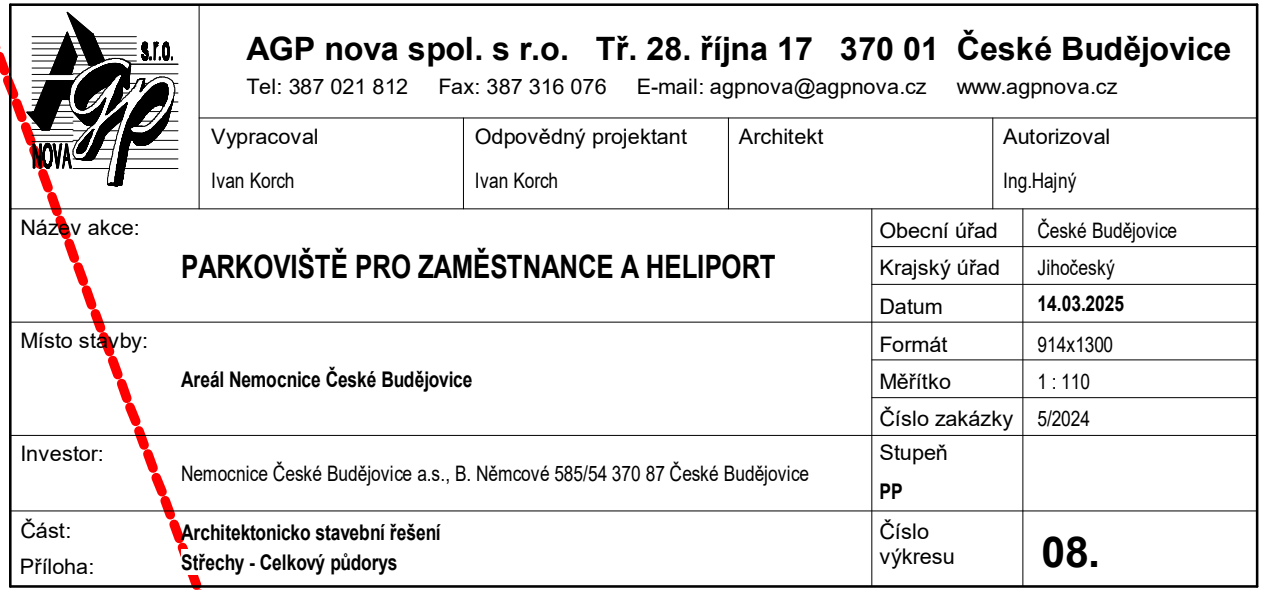 s.r.o.
Agp
NOVA
AGP nova spol. s r.o. Tř. 28. října 17 370 01 České Budějovice
Tel: 387 021 812 Fax: 387 316 076 E-mail: agpnova@agpnova.cz www.agpnova.cz
Vypracoval Odpovědný projektant Architekt Autorizoval
Ivan Korch Ivan Korch Ing.Hajný
Název akce:
PARKOVIŠTĚ PRO ZAMĚSTNANCE A HELIPORT
Obecní úřad České Budějovice
Krajský úřad Jihočeský
Datum 14.03.2025
Místo stavby:
Areál Nemocnice České Budějovice
Formát 914x1300
Měřítko 1 : 110
Číslo zakázky 5/2024
Investor:
Nemocnice České Budějovice a.s., B. Němcové 585/54 370 87 České Budějovice
Stupeň
PP
Část: Architektonicko stavební řešení
Příloha: Střechy - Celkový půdorys
Číslo
výkresu 08.